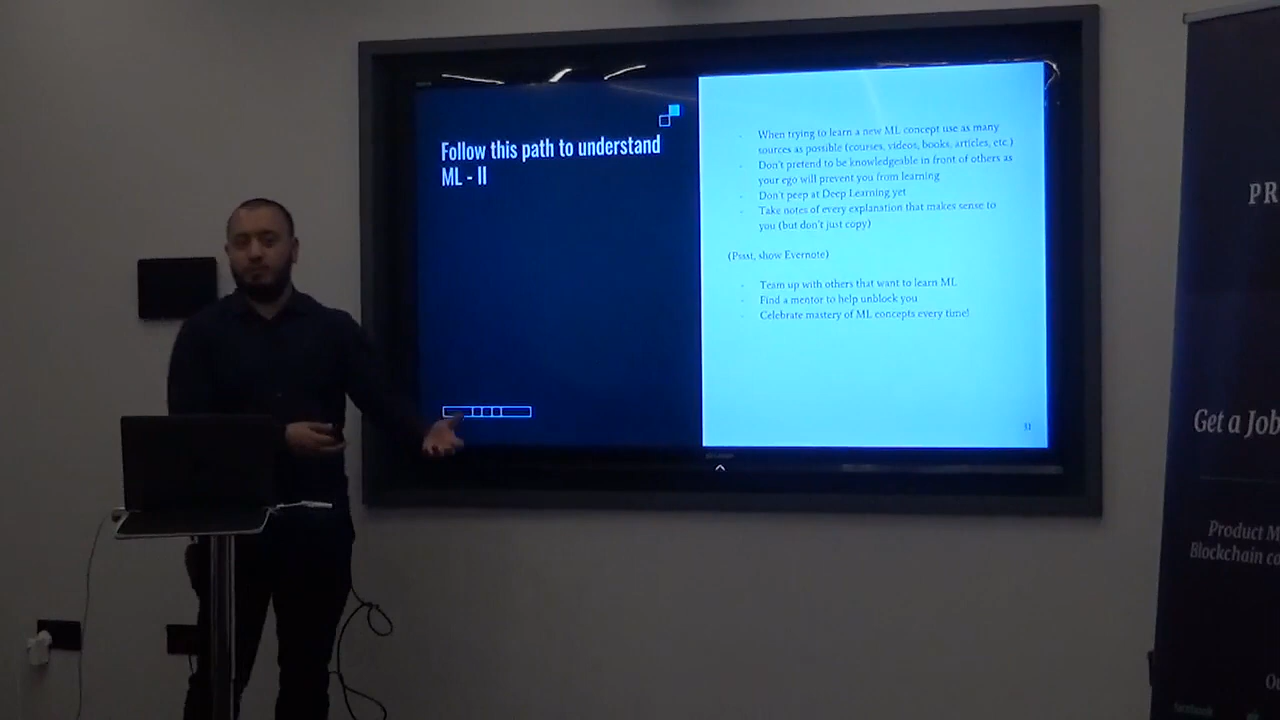 Follow this path to understand
ML - II
- When trying to learn a new ML concept use as many
sources as possible (courses, videos, books, articles, etc.)
- Don't pretend to be knowledgeable in front of others as
your ego will prevent you from learning
- Don't peep at Deep Learning yet
- Take notes of every explanation that makes sense to
you (but don't just copy)
(Pssst, show Evernote)
- Team up with others that want to learn ML
- Find a mentor to help unblock you
- Celebrate mastery of ML concepts every time!
31
PR
Get a Job
Product M
Blockchain co
O
facebook